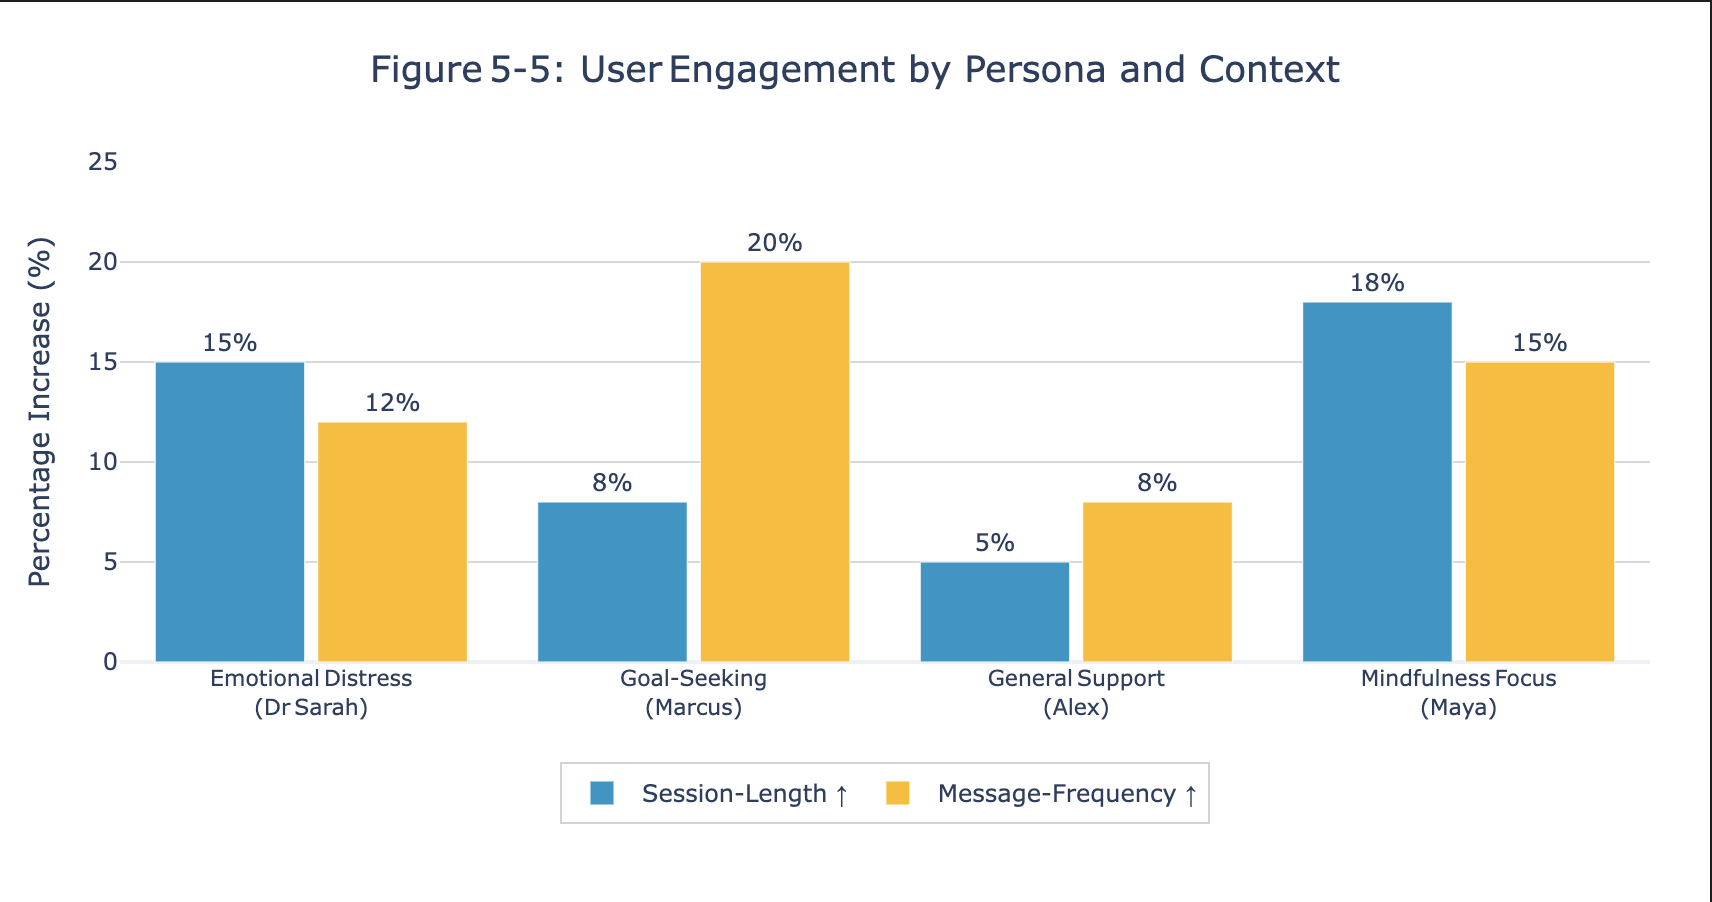 Figure 5-5: User Engagement by Persona and Context
Percentage Increase (%)
25
20
15
10
5
0
15%
12%
8%
20%
5%
8%
18%
15%
Emotional Distress
(Dr Sarah)
Goal-Seeking
(Marcus)
General Support
(Alex)
Mindfulness Focus
(Maya)
Session-Length ↑
Message-Frequency ↑